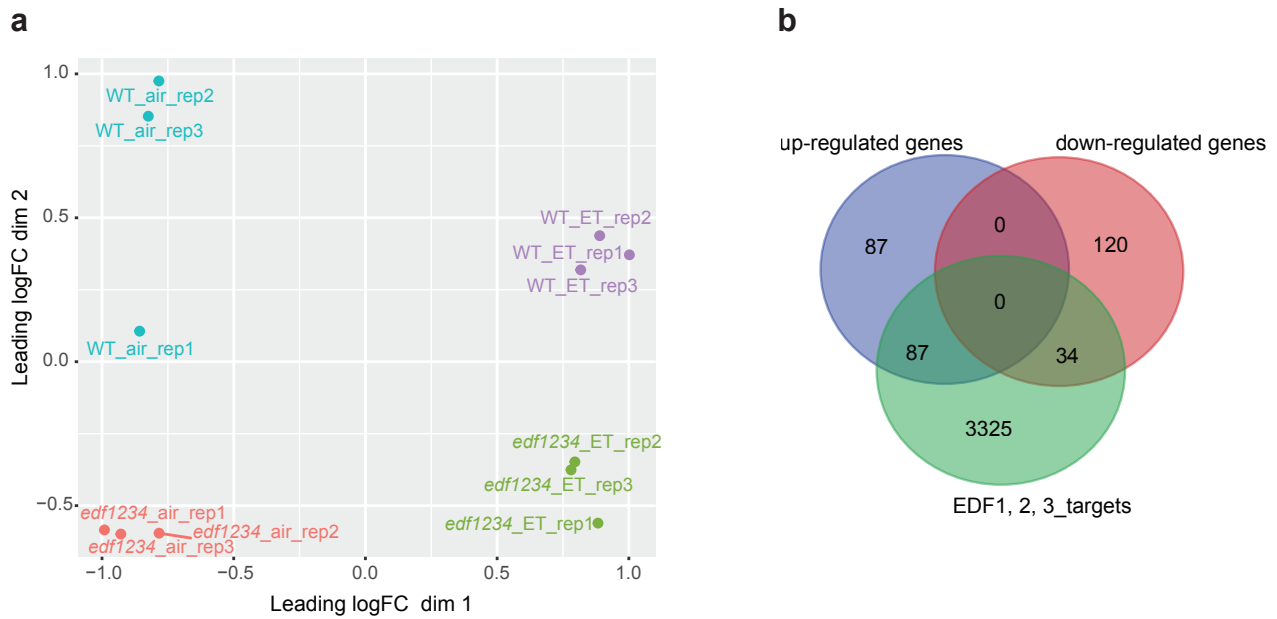 a
b
1.0
WT_air_rep2
WT_air_rep3
up-regulated genes
down-regulated genes
0.5
WT_ET_rep2
WT_ET_rep1
WT_ET_rep3
87
0
120
0
WT_air_rep1
0.0
87
34
3325
edf1234_ET_rep2
edf1234_ET_rep3
−0.5
edf1234_air_rep1
edf1234_ET_rep1
edf1234_air_rep2
edf1234_air_rep3
EDF1, 2, 3_targets
−1.0
−0.5
0.0
0.5
1.0
Leading logFC dim 1
Leading logFC dim 2